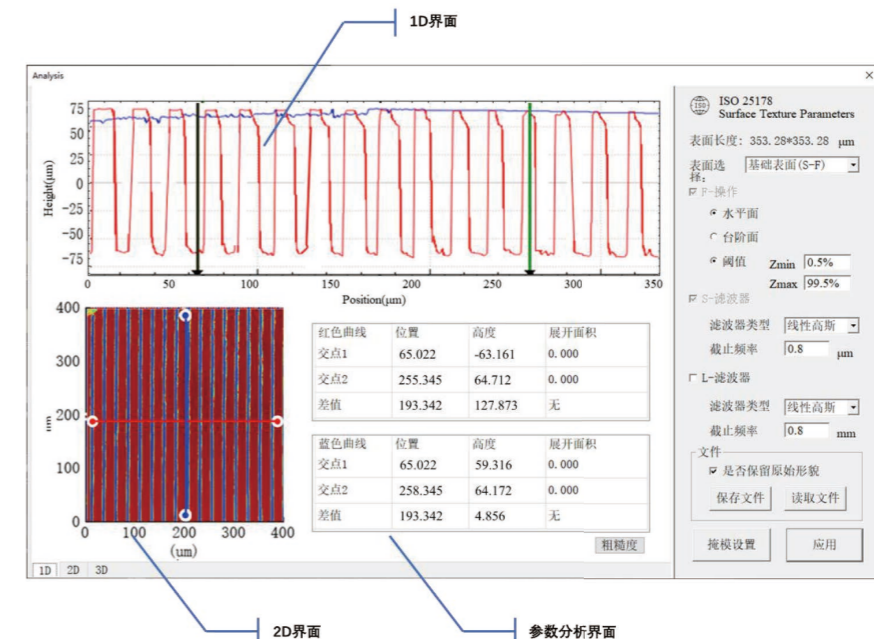 1D界面
Analysis
×
75
50
25
0
-25
-50
-75
Height(μm)
0 50 100 150 200 250 300 350
Position(μm)
400
300
200
100
0
0 100 200 300 400
(um)
红色曲线 位置 高度 展开面积
交点1 65.022 -63.161 0.000
交点2 255.345 64.712 0.000
差值 193.342 127.873 无
蓝色曲线 位置 高度 展开面积
交点1 65.022 59.316 0.000
交点2 258.345 64.172 0.000
差值 193.342 4.856 无
粗糙度
1D 2D 3D
ISO
ISO 25178
Surface Texture Parameters
表面长度: 353.28*353.28 μm
表面选
择:
基础表面(S-F)
F-操作
水平面
台阶面
阈值 Zmin 0.5%
Zmax 99.5%
S-滤波器
滤波器类型 线性高斯
截止频率 0.8 μm
L-滤波器
滤波器类型 线性高斯
截止频率 0.8 mm
文件
是否保留原始形貌
保存文件 读取文件
掩模设置 应用
2D界面
参数分析界面